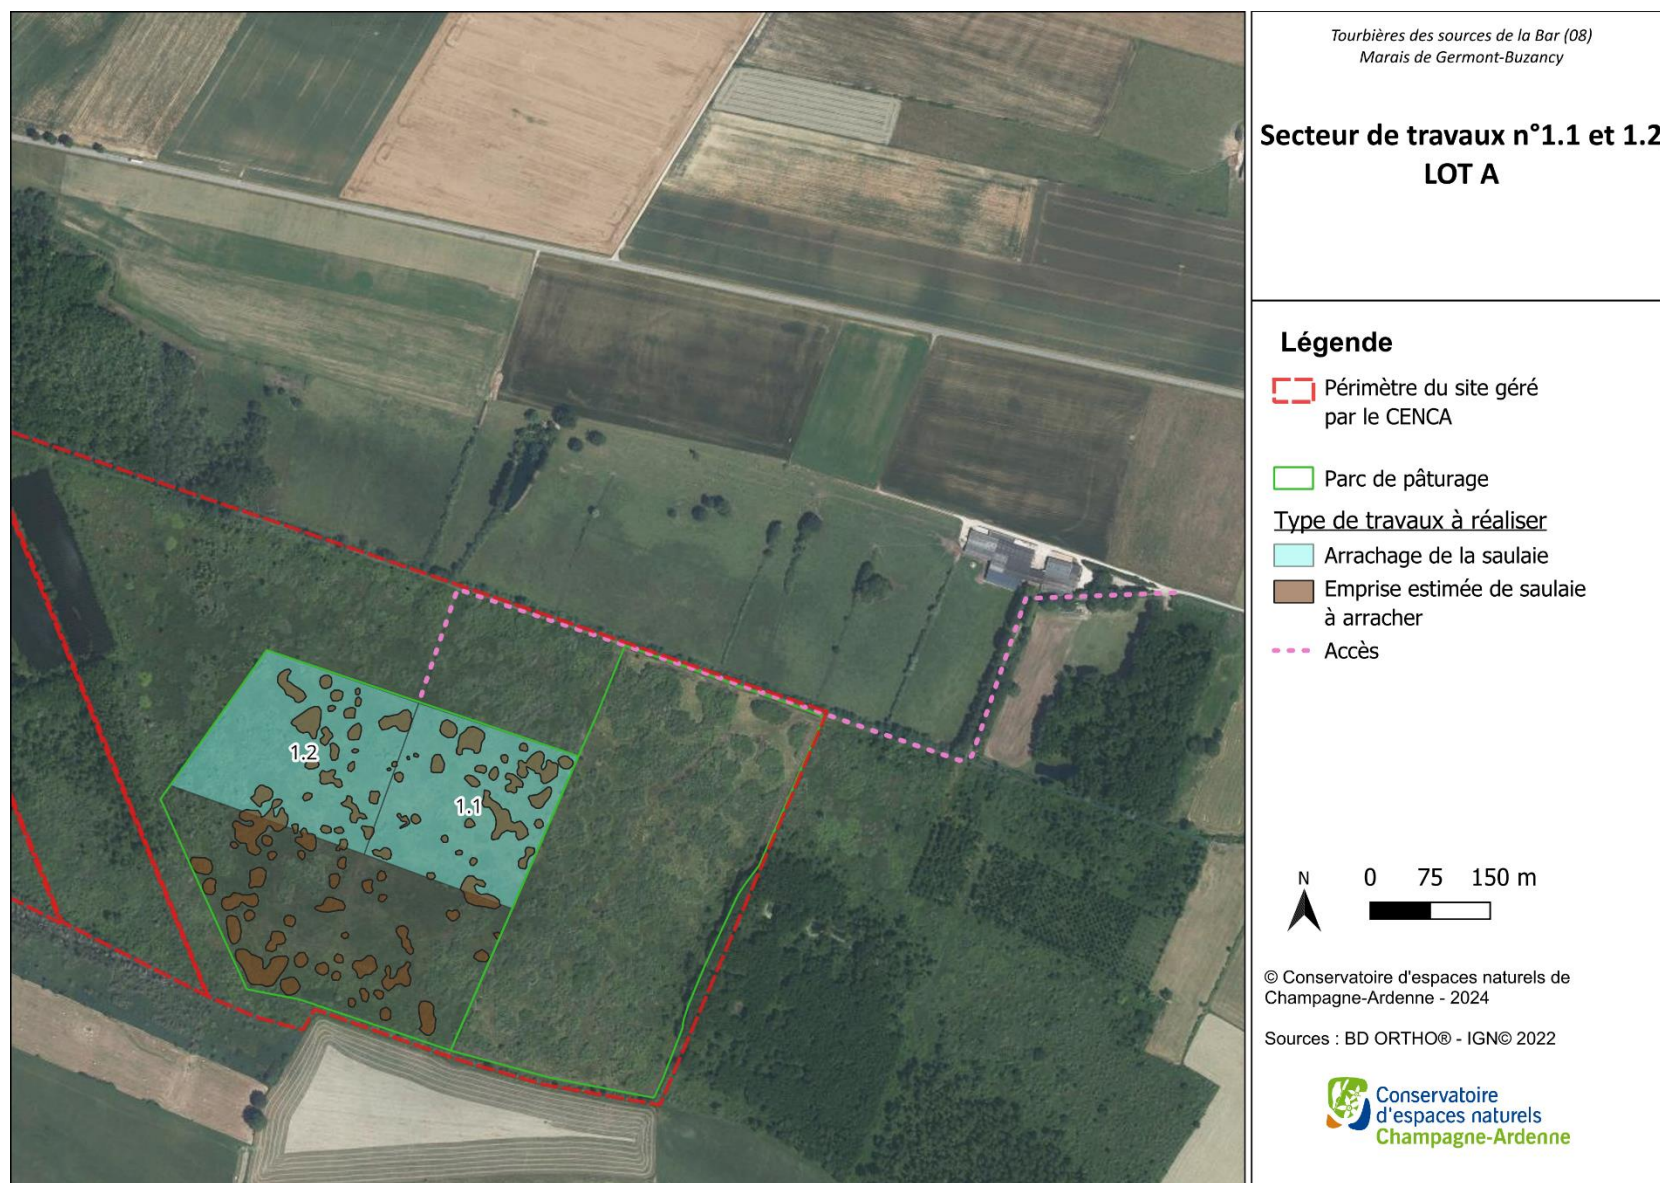 Tourbières des sources de la Bar (08)
Marais de Germont-Buzancy
Secteur de travaux n°1.1 et 1.2
LOT A
Légende
Périmètre du site géré
par le CENCA
Parc de pâturage
Type de travaux à réaliser
Arrachage de la saulaie
Emprise estimée de saulaie
à arracher
Accès
1.2
1.1
N
0 75 150 m
© Conservatoire d'espaces naturels de
Champagne-Ardenne - 2024
Sources : BD ORTHO® - IGN© 2022
Conservatoire
d'espaces naturels
Champagne-Ardenne